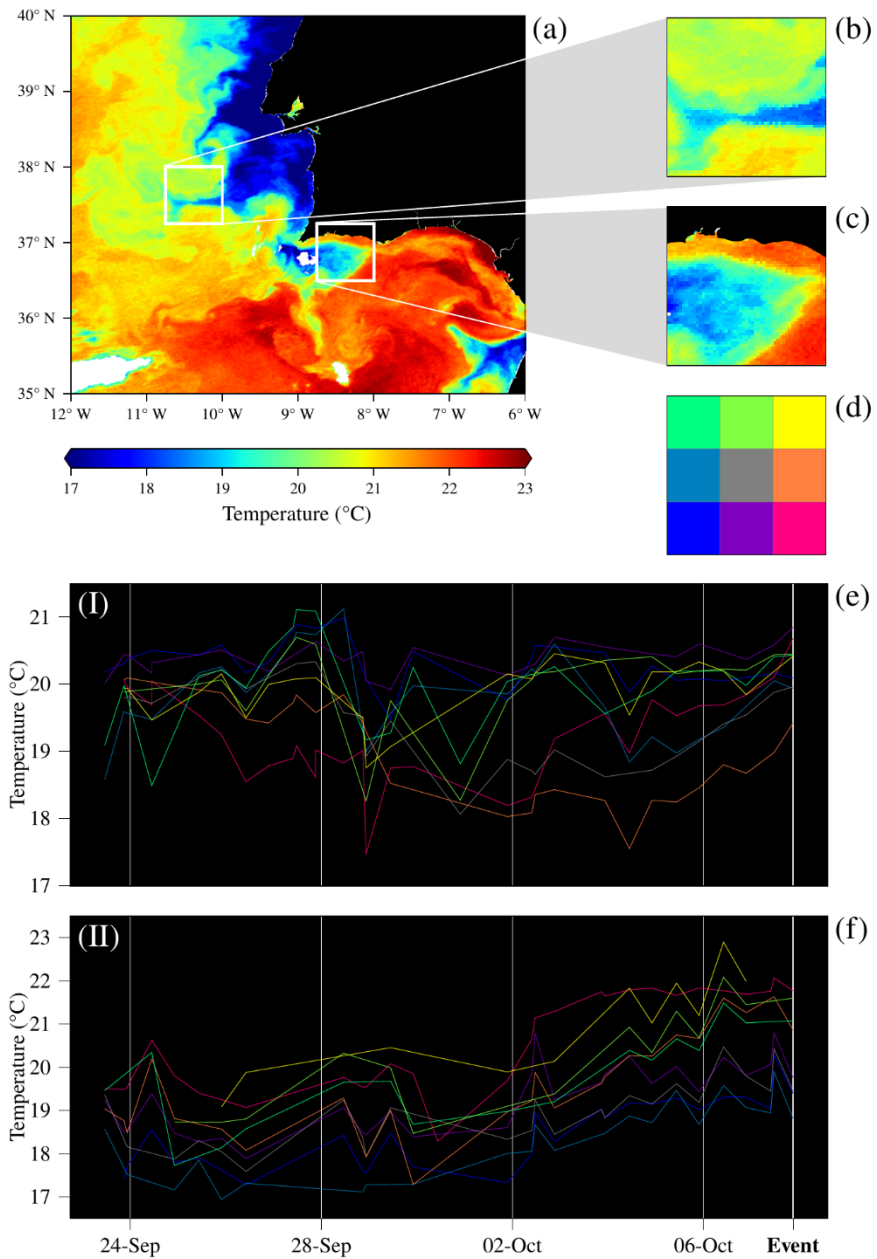 40° N
39° N
38° N
37° N
36° N
35° N
12° W 11° W 10° W 9° W 8° W 7° W 6° W
(a)
(b)
(c)
(d)
17 18 19 20 21 22 23
Temperature (°C)
(I)
(e)
21
20
19
18
17
Temperature (°C)
(II)
(f)
23
22
21
20
19
18
17
Temperature (°C)
24-Sep 28-Sep 02-Oct 06-Oct Event